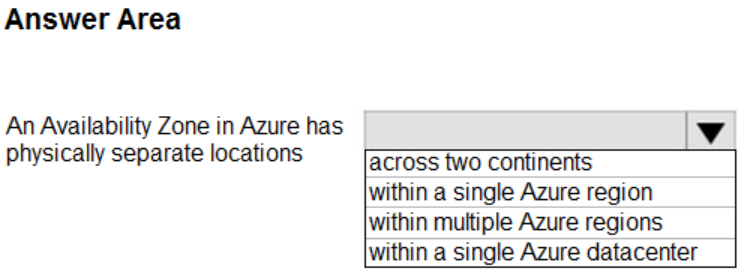 Answer Area
An Availability Zone in Azure has
physically separate locations
across two continents
within a single Azure region
within multiple Azure regions
within a single Azure datacenter